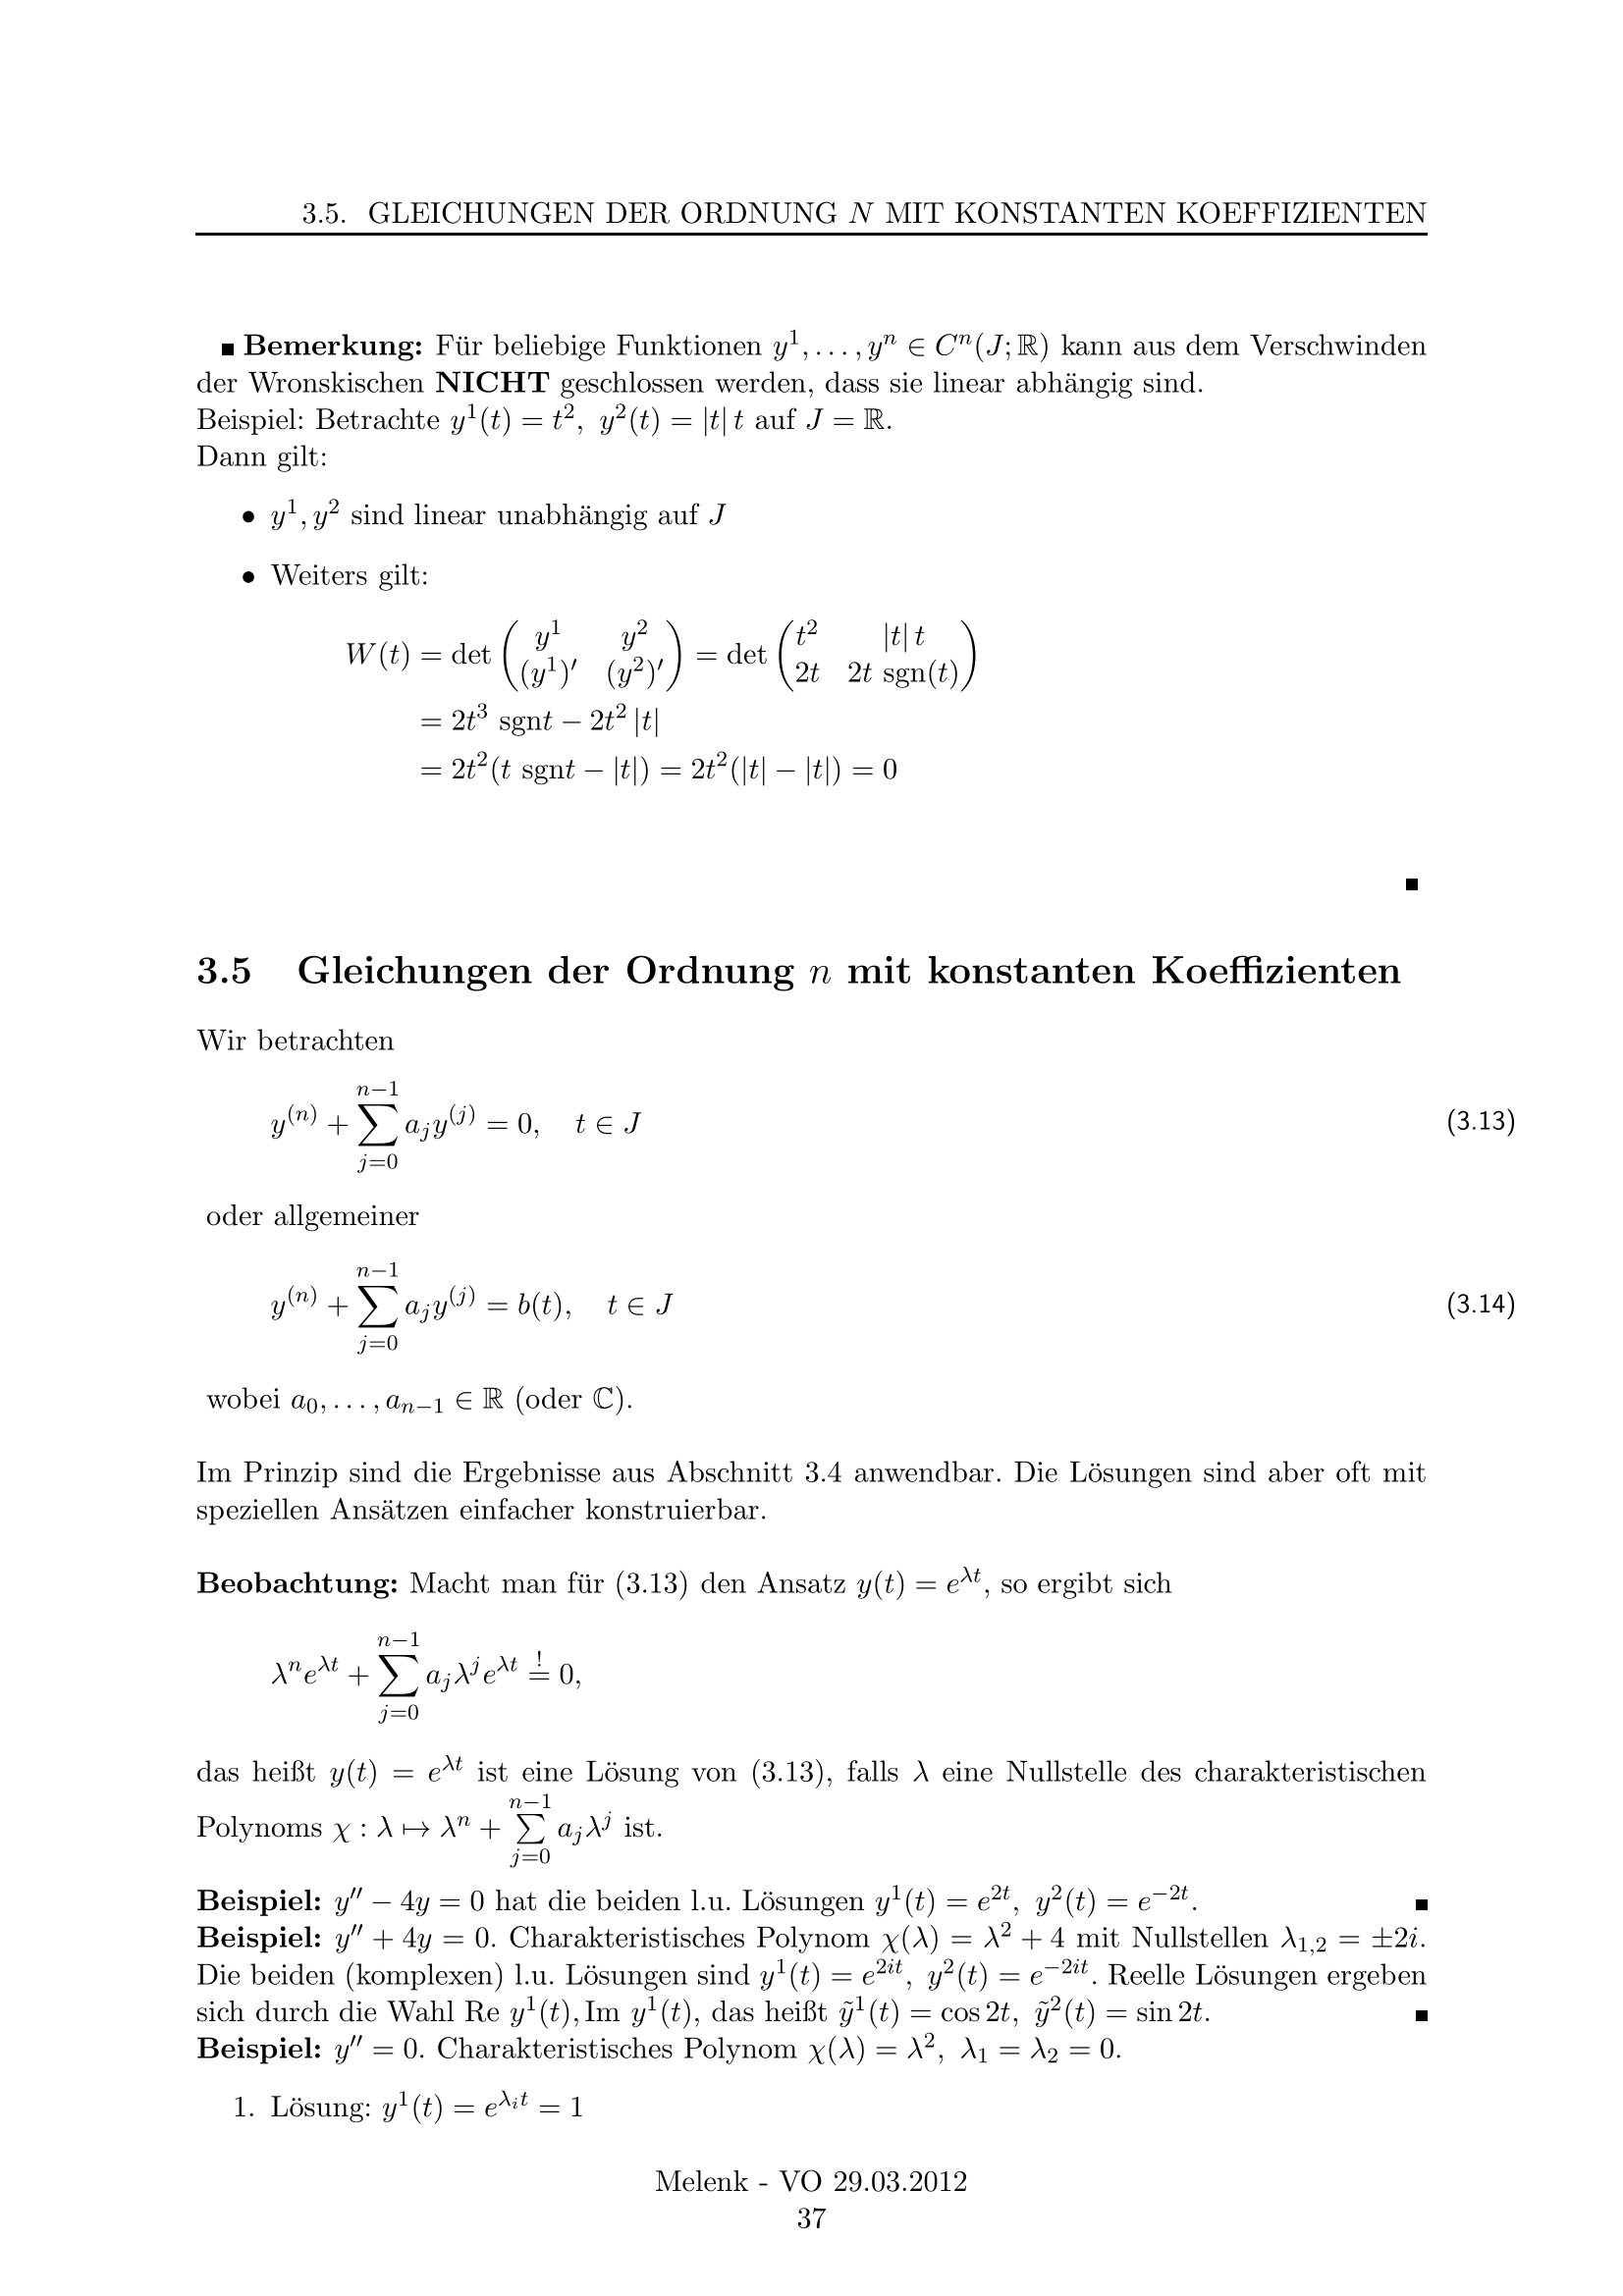 3.5. GLEICHUNGEN DER ORDNUNG N MIT KONSTANTEN KOEFFIZIENTEN
■ Bemerkung: Für beliebige Funktionen $y^1, \ldots, y^n \in C^n(J; \mathbb{R})$ kann aus dem Verschwinden
der Wronskischen NICHT geschlossen werden, dass sie linear abhängig sind.
Beispiel: Betrachte $y^1(t) = t^2,\ y^2(t) = |t|\, t$ auf $J = \mathbb{R}$.
Dann gilt:
• $y^1, y^2$ sind linear unabhängig auf $J$
• Weiters gilt:
$W(t) = \det \begin{pmatrix} y^1 & y^2 \\ (y^1)' & (y^2)' \end{pmatrix} = \det \begin{pmatrix} t^2 & |t|\, t \\ 2t & 2t\ \mathrm{sgn}(t) \end{pmatrix}$
$= 2t^3\ \mathrm{sgn} t - 2t^2\, |t|$
$= 2t^2(t\ \mathrm{sgn} t - |t|) = 2t^2(|t| - |t|) = 0$
■
3.5 Gleichungen der Ordnung $n$ mit konstanten Koeffizienten
Wir betrachten
$y^{(n)} + \sum_{j=0}^{n-1} a_j y^{(j)} = 0, \quad t \in J$ (3.13)
oder allgemeiner
$y^{(n)} + \sum_{j=0}^{n-1} a_j y^{(j)} = b(t), \quad t \in J$ (3.14)
wobei $a_0, \ldots, a_{n-1} \in \mathbb{R}$ (oder $\mathbb{C}$).
Im Prinzip sind die Ergebnisse aus Abschnitt 3.4 anwendbar. Die Lösungen sind aber oft mit
speziellen Ansätzen einfacher konstruierbar.
Beobachtung: Macht man für (3.13) den Ansatz $y(t) = e^{\lambda t}$, so ergibt sich
$\lambda^n e^{\lambda t} + \sum_{j=0}^{n-1} a_j \lambda^j e^{\lambda t} \stackrel{!}{=} 0,$
das heißt $y(t) = e^{\lambda t}$ ist eine Lösung von (3.13), falls $\lambda$ eine Nullstelle des charakteristischen
Polynoms $\chi : \lambda \mapsto \lambda^n + \sum_{j=0}^{n-1} a_j \lambda^j$ ist.
Beispiel: $y'' - 4y = 0$ hat die beiden l.u. Lösungen $y^1(t) = e^{2t},\ y^2(t) = e^{-2t}$. ■
Beispiel: $y'' + 4y = 0$. Charakteristisches Polynom $\chi(\lambda) = \lambda^2 + 4$ mit Nullstellen $\lambda_{1,2} = \pm 2i$.
Die beiden (komplexen) l.u. Lösungen sind $y^1(t) = e^{2it},\ y^2(t) = e^{-2it}$. Reelle Lösungen ergeben
sich durch die Wahl Re $y^1(t)$, Im $y^1(t)$, das heißt $\tilde{y}^1(t) = \cos 2t,\ \tilde{y}^2(t) = \sin 2t$. ■
Beispiel: $y'' = 0$. Charakteristisches Polynom $\chi(\lambda) = \lambda^2,\ \lambda_1 = \lambda_2 = 0$.
1. Lösung: $y^1(t) = e^{\lambda_i t} = 1$
Melenk - VO 29.03.2012
37